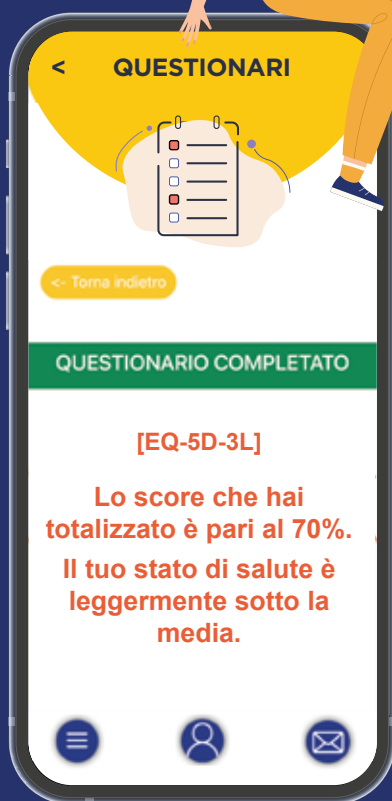 < QUESTIONARI
<- Torna indietro
QUESTIONARIO COMPLETATO
[EQ-5D-3L]
Lo score che hai
totalizzato è pari al 70%.
Il tuo stato di salute è
leggermente sotto la
media.